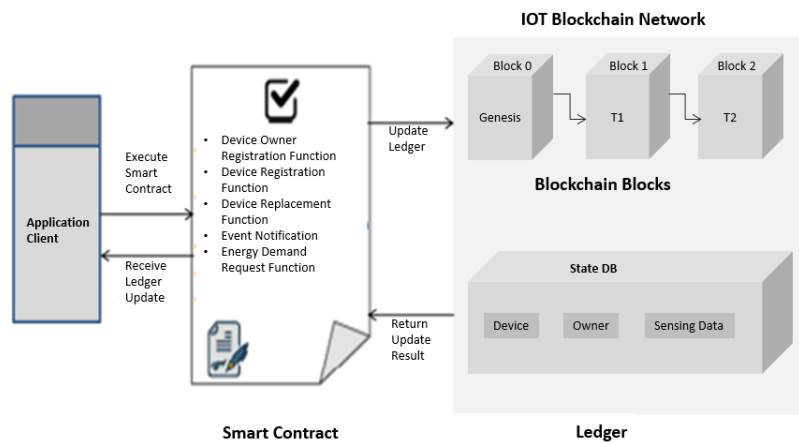 IOT Blockchain Network
Block 0
Block 1
Block 2
Genesis
T1
T2
Blockchain Blocks
Application
Client
Execute
Smart
Contract
Receive
Ledger
Update
• Device Owner
Registration Function
• Device Registration
Function
• Device Replacement
Function
• Event Notification
• Energy Demand
Request Function
Update
Ledger
Return
Update
Result
State DB
Device
Owner
Sensing Data
Smart Contract
Ledger